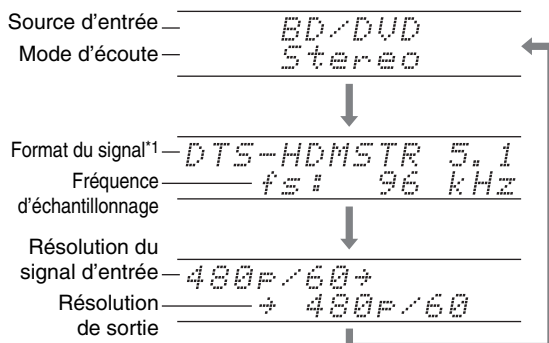 Source d'entrée
BD/DVD
Mode d'écoute
Stereo
Format du signal*1
DTS-HDMSTR 5.1
Fréquence
d'échantillonnage
fs: 96 kHz
Résolution du
signal d'entrée
480p/60→
Résolution
de sortie
→ 480p/60